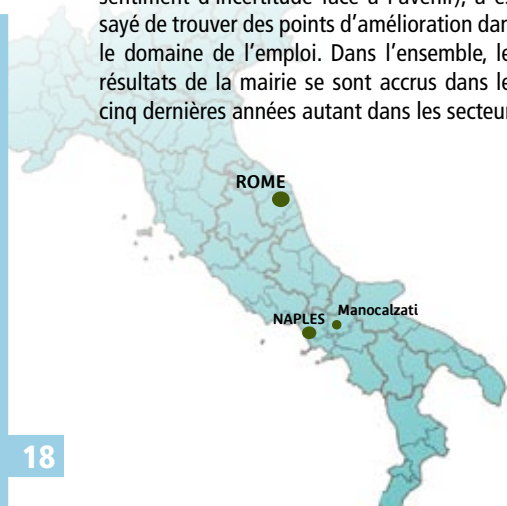 sentiment d'incertitude face à l'avenir), a es
sayé de trouver des points d'amélioration dan
le domaine de l'emploi. Dans l'ensemble, le
résultats de la mairie se sont accrus dans le
cinq dernières années autant dans les secteur
ROME
Manocalzati
NAPLES
18